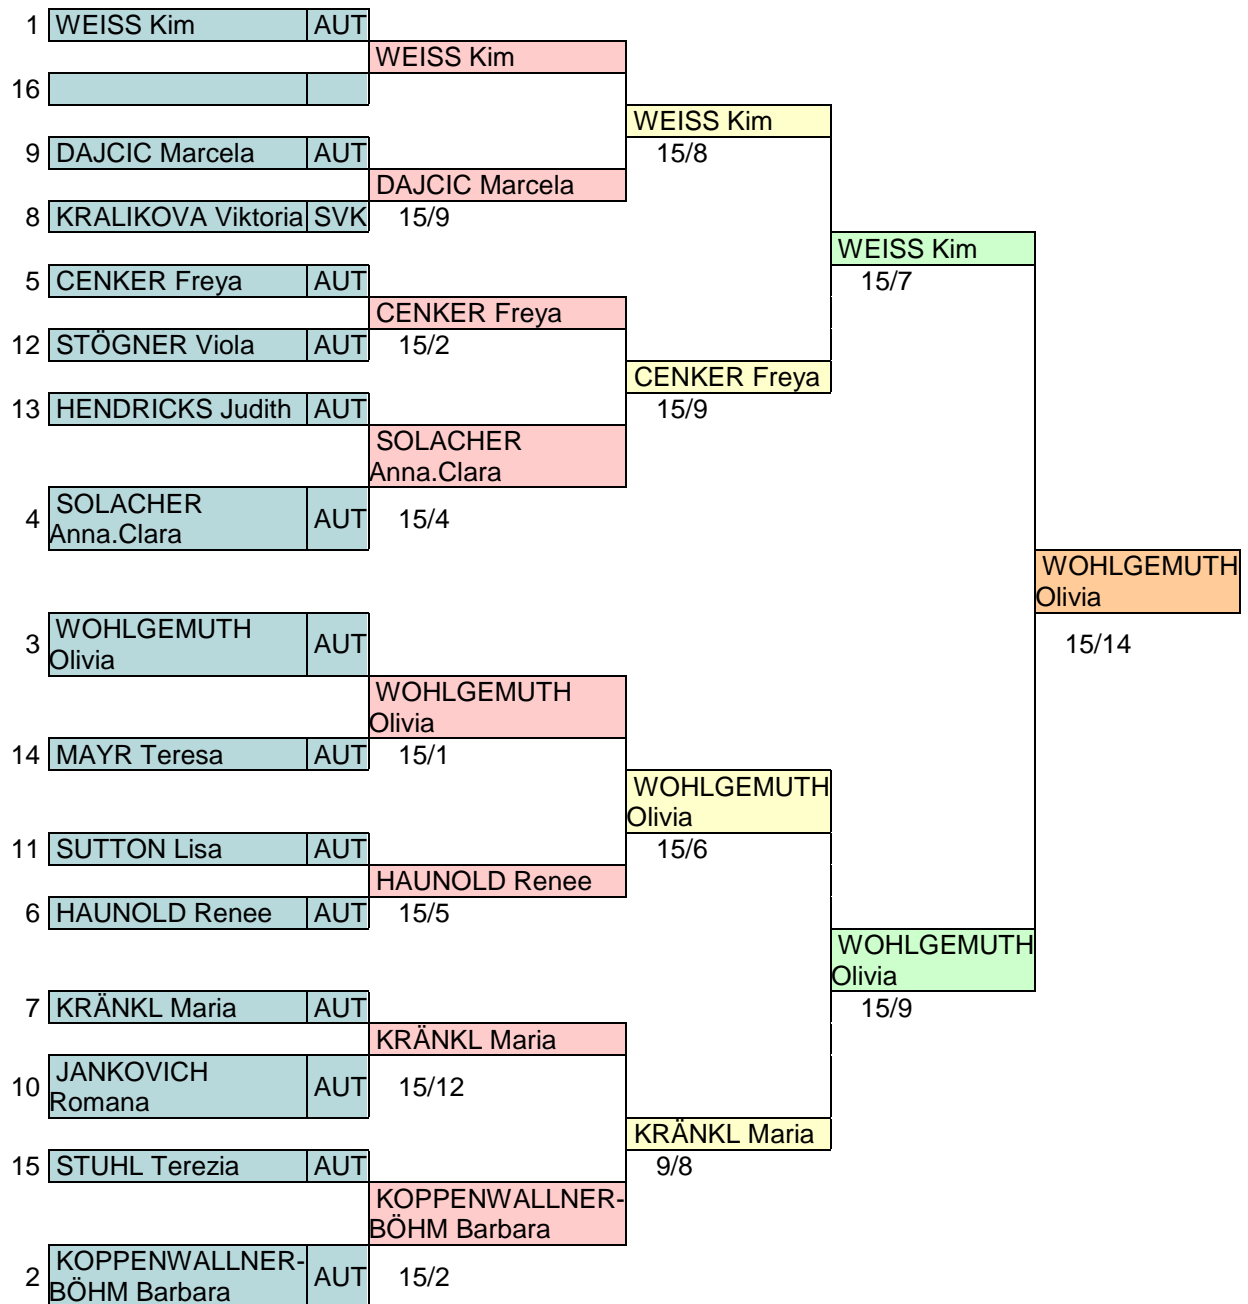 1 WEISS Kim AUT
WEISS Kim
16
WEISS Kim
9 DAJCIC Marcela AUT 15/8
DAJCIC Marcela
8 KRALIKOVA Viktoria SVK 15/9
WEISS Kim
5 CENKER Freya AUT 15/7
CENKER Freya
12 STÖGNER Viola AUT 15/2
CENKER Freya
13 HENDRICKS Judith AUT 15/9
SOLACHER
Anna.Clara
4 SOLACHER
Anna.Clara AUT 15/4
WOHLGEMUTH
Olivia
3 WOHLGEMUTH
Olivia AUT 15/14
WOHLGEMUTH
Olivia
14 MAYR Teresa AUT 15/1
WOHLGEMUTH
Olivia
11 SUTTON Lisa AUT 15/6
HAUNOLD Renee
6 HAUNOLD Renee AUT 15/5
WOHLGEMUTH
Olivia
7 KRÄNKL Maria AUT 15/9
KRÄNKL Maria
10 JANKOVICH
Romana AUT 15/12
KRÄNKL Maria
15 STUHL Terezia AUT 9/8
KOPPENWALLNER-
BÖHM Barbara
2 KOPPENWALLNER-
BÖHM Barbara AUT 15/2